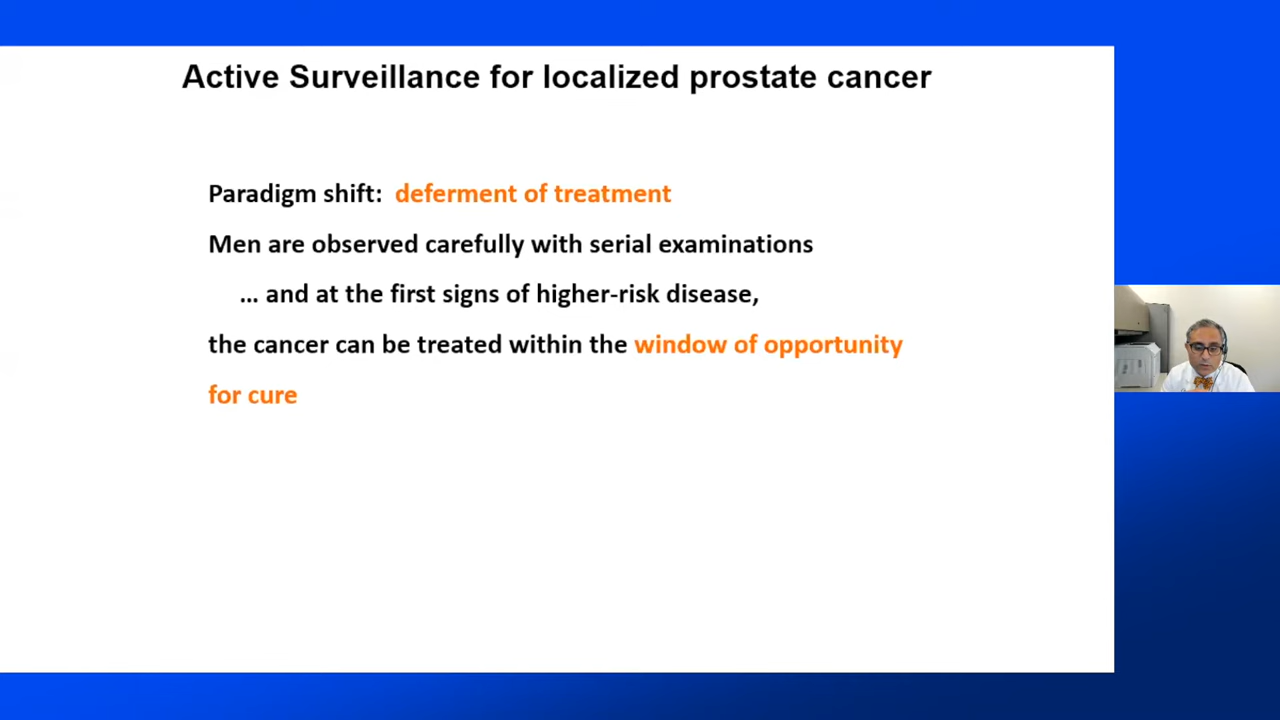 Active Surveillance for localized prostate cancer
Paradigm shift: deferment of treatment
Men are observed carefully with serial examinations
... and at the first signs of higher-risk disease,
the cancer can be treated within the window of opportunity
for cure